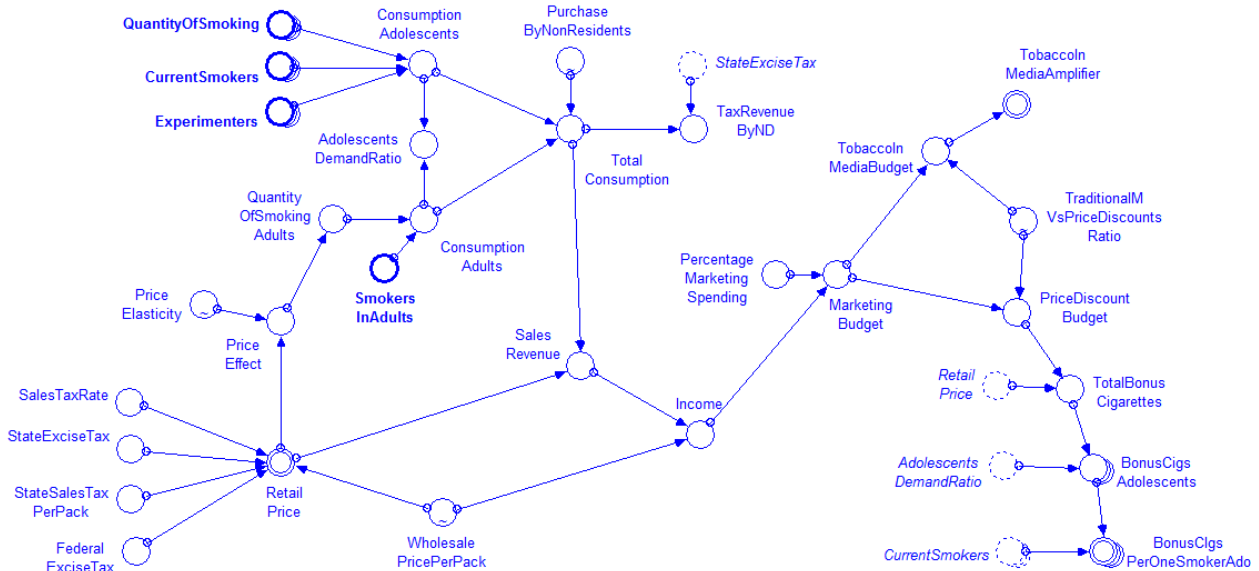 QuantityOfSmoking
CurrentSmokers
Experimenters
Consumption
Adolescents
Purchase
ByNonResidents
StateExciseTax
TaxRevenue
ByND
Adolescents
DemandRatio
Total
Consumption
Quantity
OfSmoking
Adults
Consumption
Adults
Smokers
InAdults
Price
Elasticity
~
Price
Effect
SalesTaxRate
StateExciseTax
StateSalesTax
PerPack
Federal
ExciseTax
Retail
Price
Sales
Revenue
Income
~
Wholesale
PricePerPack
Percentage
Marketing
Spending
Marketing
Budget
TobaccoIn
MediaAmplifier
TobaccoIn
MediaBudget
TraditionalM
VsPriceDiscounts
Ratio
PriceDiscount
Budget
Retail
Price
TotalBonus
Cigarettes
Adolescents
DemandRatio
BonusCigs
Adolescents
CurrentSmokers
BonusCIgs
PerOneSmokerAdo